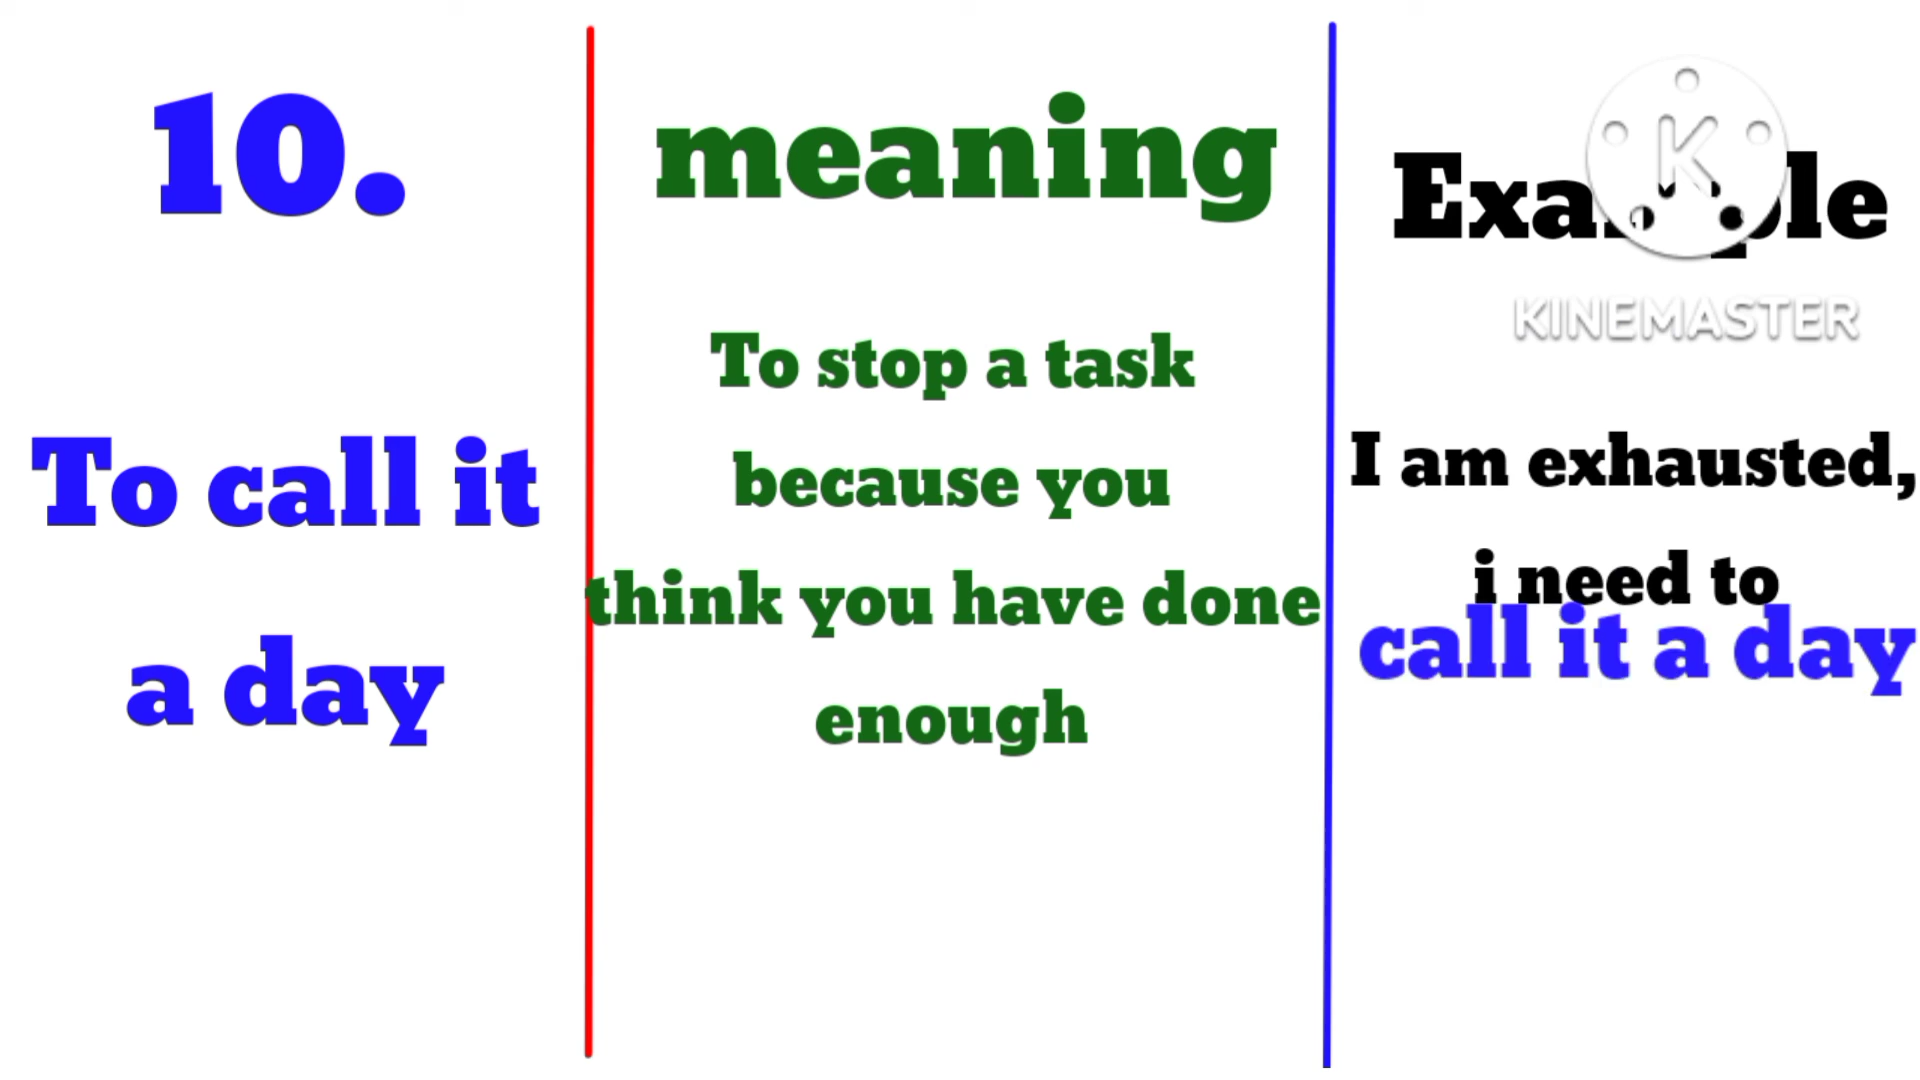 10.
To call it
a day
meaning
To stop a task
because you
think you have done
enough
Example
I am exhausted,
i need to
call it a day
K
KINEMASTER